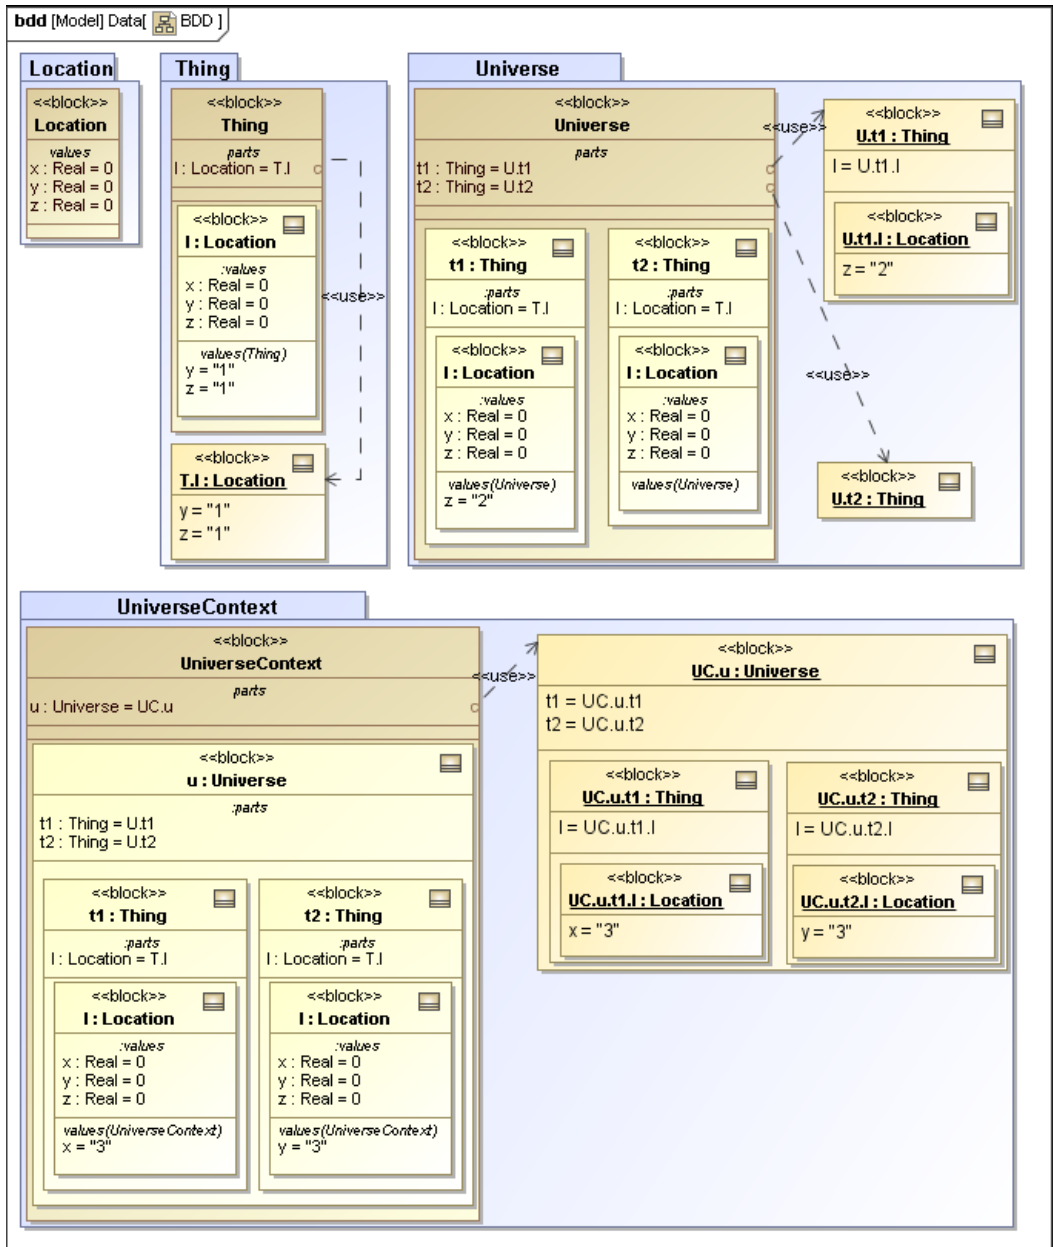 bdd [Model] Data[ BDD ]
Location
<<block>>
Location
values
x : Real = 0
y : Real = 0
z : Real = 0
Thing
<<block>>
Thing
parts
l : Location = T.l
<<block>>
l : Location
:values
x : Real = 0
y : Real = 0
z : Real = 0
values(Thing)
y = "1"
z = "1"
<<use>>
<<block>>
T.l : Location
y = "1"
z = "1"
Universe
<<block>>
Universe
parts
t1 : Thing = U.t1
t2 : Thing = U.t2
<<block>>
t1 : Thing
:parts
l : Location = T.l
<<block>>
l : Location
:values
x : Real = 0
y : Real = 0
z : Real = 0
values(Universe)
z = "2"
<<block>>
t2 : Thing
:parts
l : Location = T.l
<<block>>
l : Location
:values
x : Real = 0
y : Real = 0
z : Real = 0
values(Universe)
<<use>>
<<block>>
U.t1 : Thing
l = U.t1.l
<<block>>
U.t1.l : Location
z = "2"
<<use>>
<<block>>
U.t2 : Thing
UniverseContext
<<block>>
UniverseContext
parts
u : Universe = UC.u
<<block>>
u : Universe
:parts
t1 : Thing = U.t1
t2 : Thing = U.t2
<<block>>
t1 : Thing
:parts
l : Location = T.l
<<block>>
l : Location
:values
x : Real = 0
y : Real = 0
z : Real = 0
values(UniverseContext)
x = "3"
<<block>>
t2 : Thing
:parts
l : Location = T.l
<<block>>
l : Location
:values
x : Real = 0
y : Real = 0
z : Real = 0
values(UniverseContext)
y = "3"
<<use>>
<<block>>
UC.u : Universe
t1 = UC.u.t1
t2 = UC.u.t2
<<block>>
UC.u.t1 : Thing
l = UC.u.t1.l
<<block>>
UC.u.t1.l : Location
x = "3"
<<block>>
UC.u.t2 : Thing
l = UC.u.t2.l
<<block>>
UC.u.t2.l : Location
y = "3"